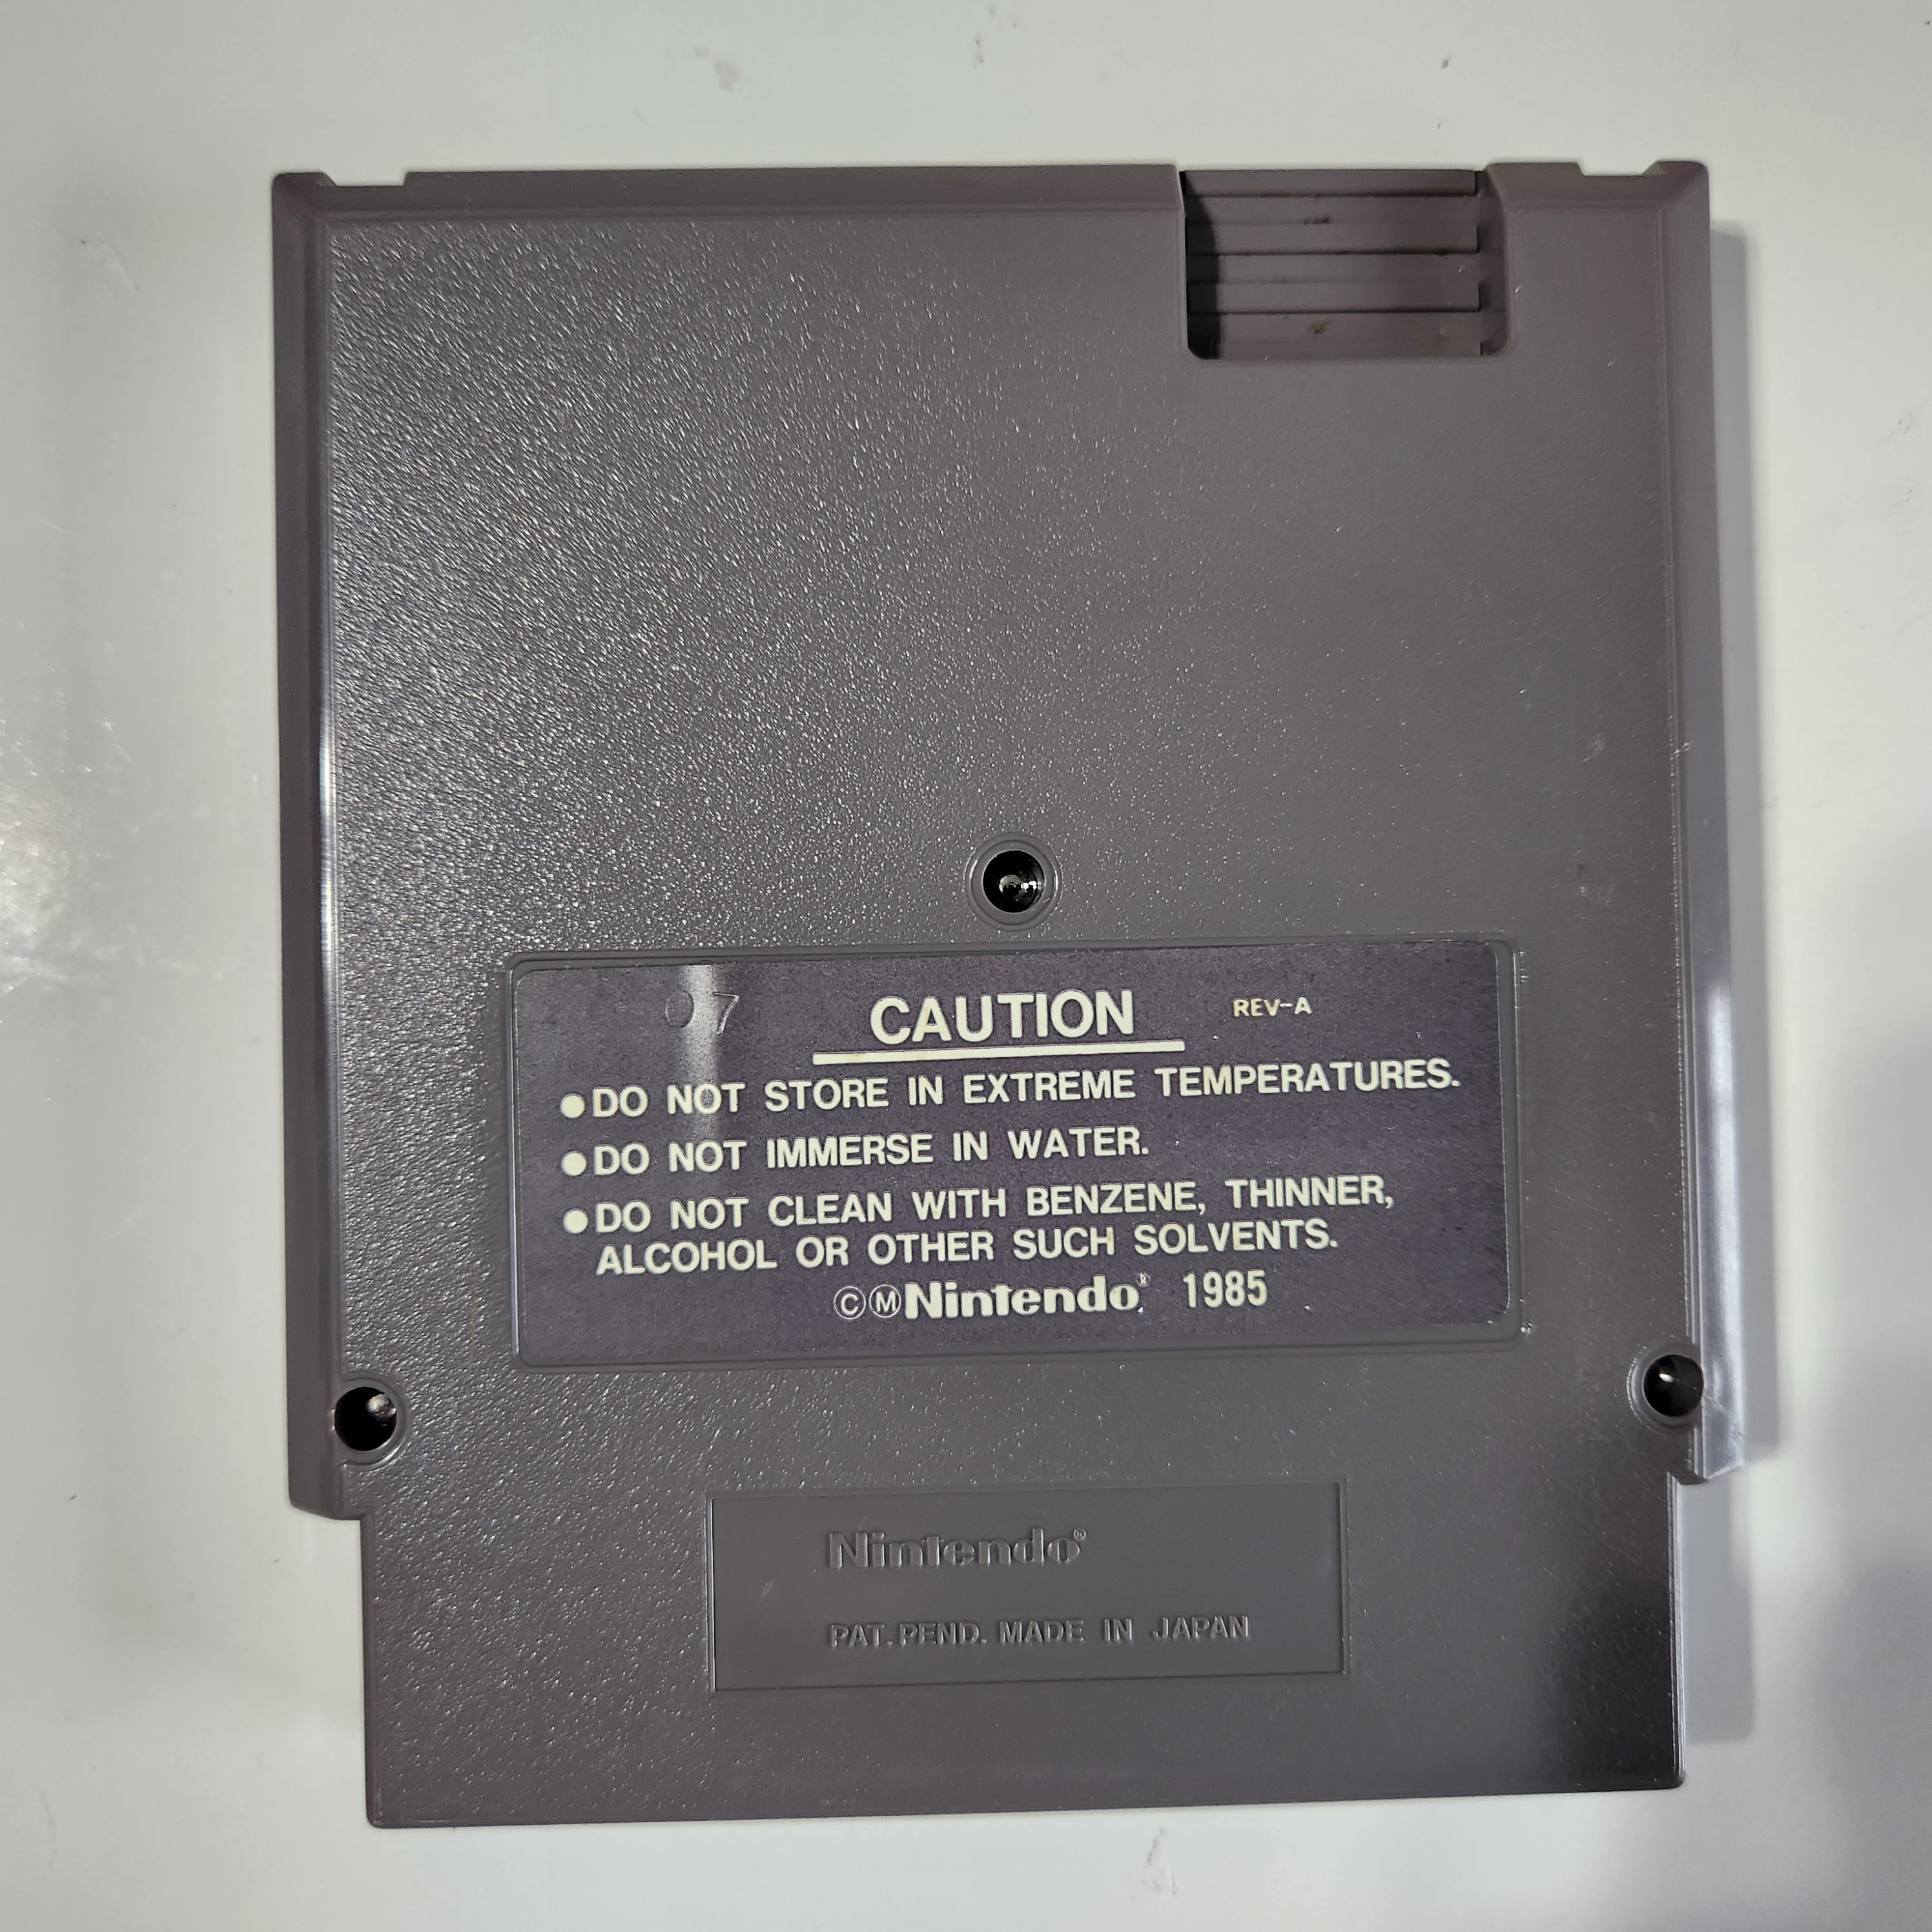 07
CAUTION REV-A
●DO NOT STORE IN EXTREME TEMPERATURES.
●DO NOT IMMERSE IN WATER.
●DO NOT CLEAN WITH BENZENE, THINNER,
ALCOHOL OR OTHER SUCH SOLVENTS.
ⒸⓂNintendo® 1985
Nintendo®
PAT. PEND. MADE IN JAPAN